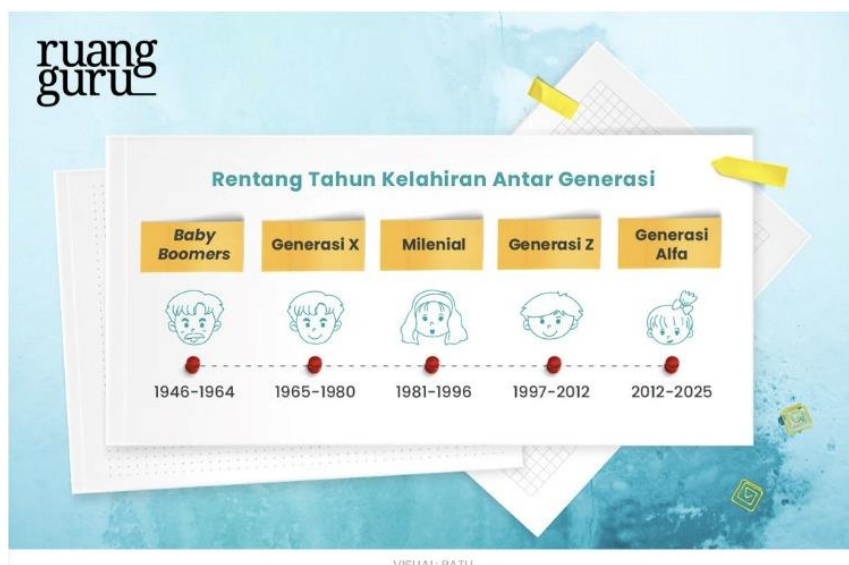 ruang
guru
Rentang Tahun Kelahiran Antar Generasi
Baby
Boomers
Generasi X
Milenial
Generasi Z
Generasi
Alfa
1946-1964
1965-1980
1981-1996
1997-2012
2012-2025